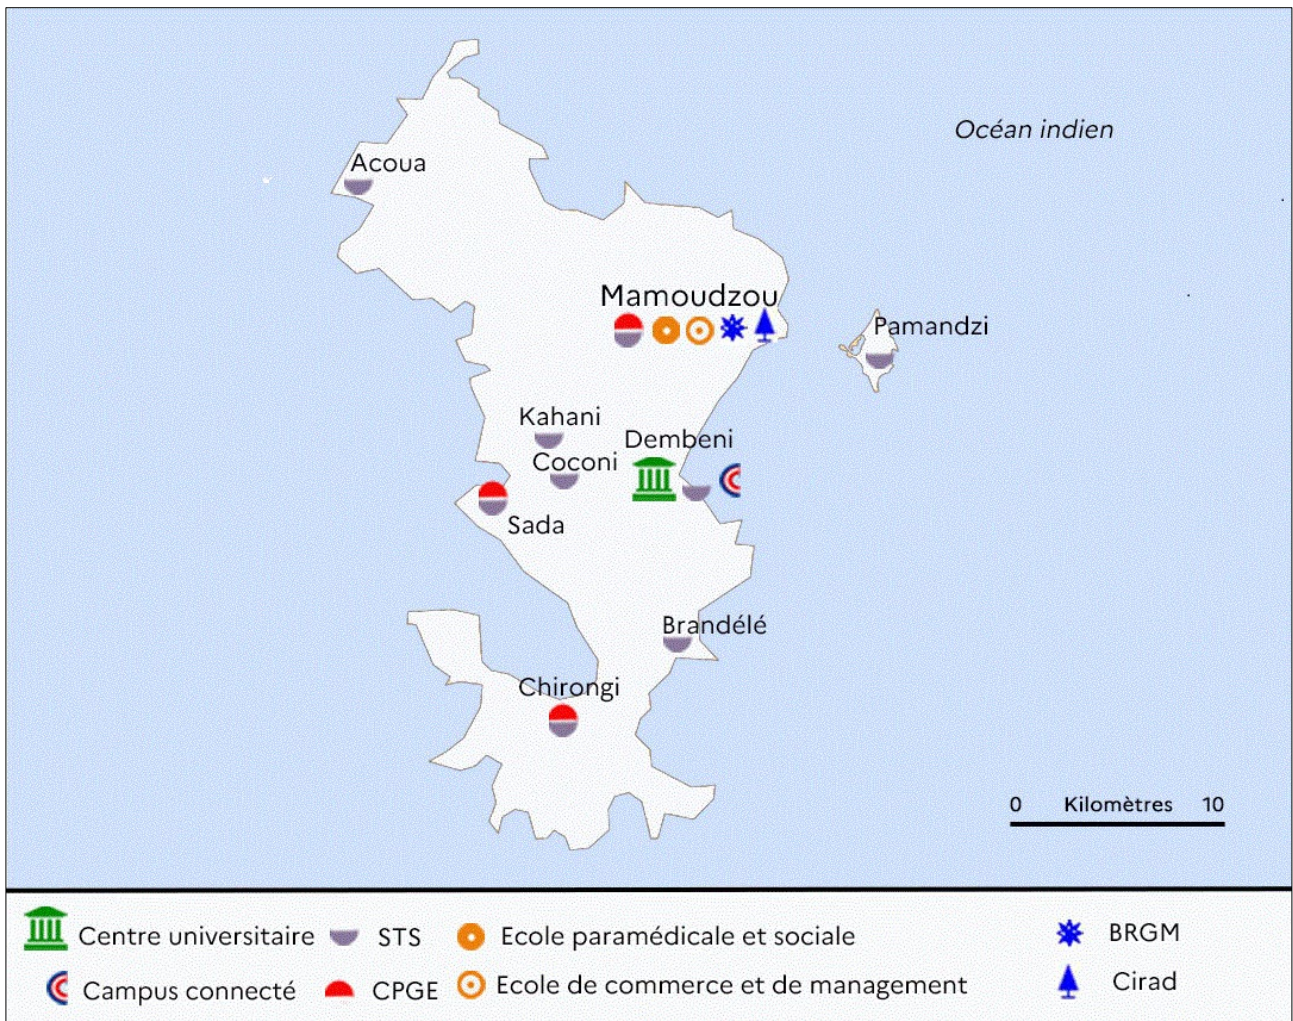 Océan indien
Acoua
Mamoudzou
Pamandzi
Kahani
Dembeni
Coconi
Sada
Brandélé
Chirongi
0 Kilomètres 10
Centre universitaire STS Ecole paramédicale et sociale BRGM
Campus connecté CPGE Ecole de commerce et de management Cirad